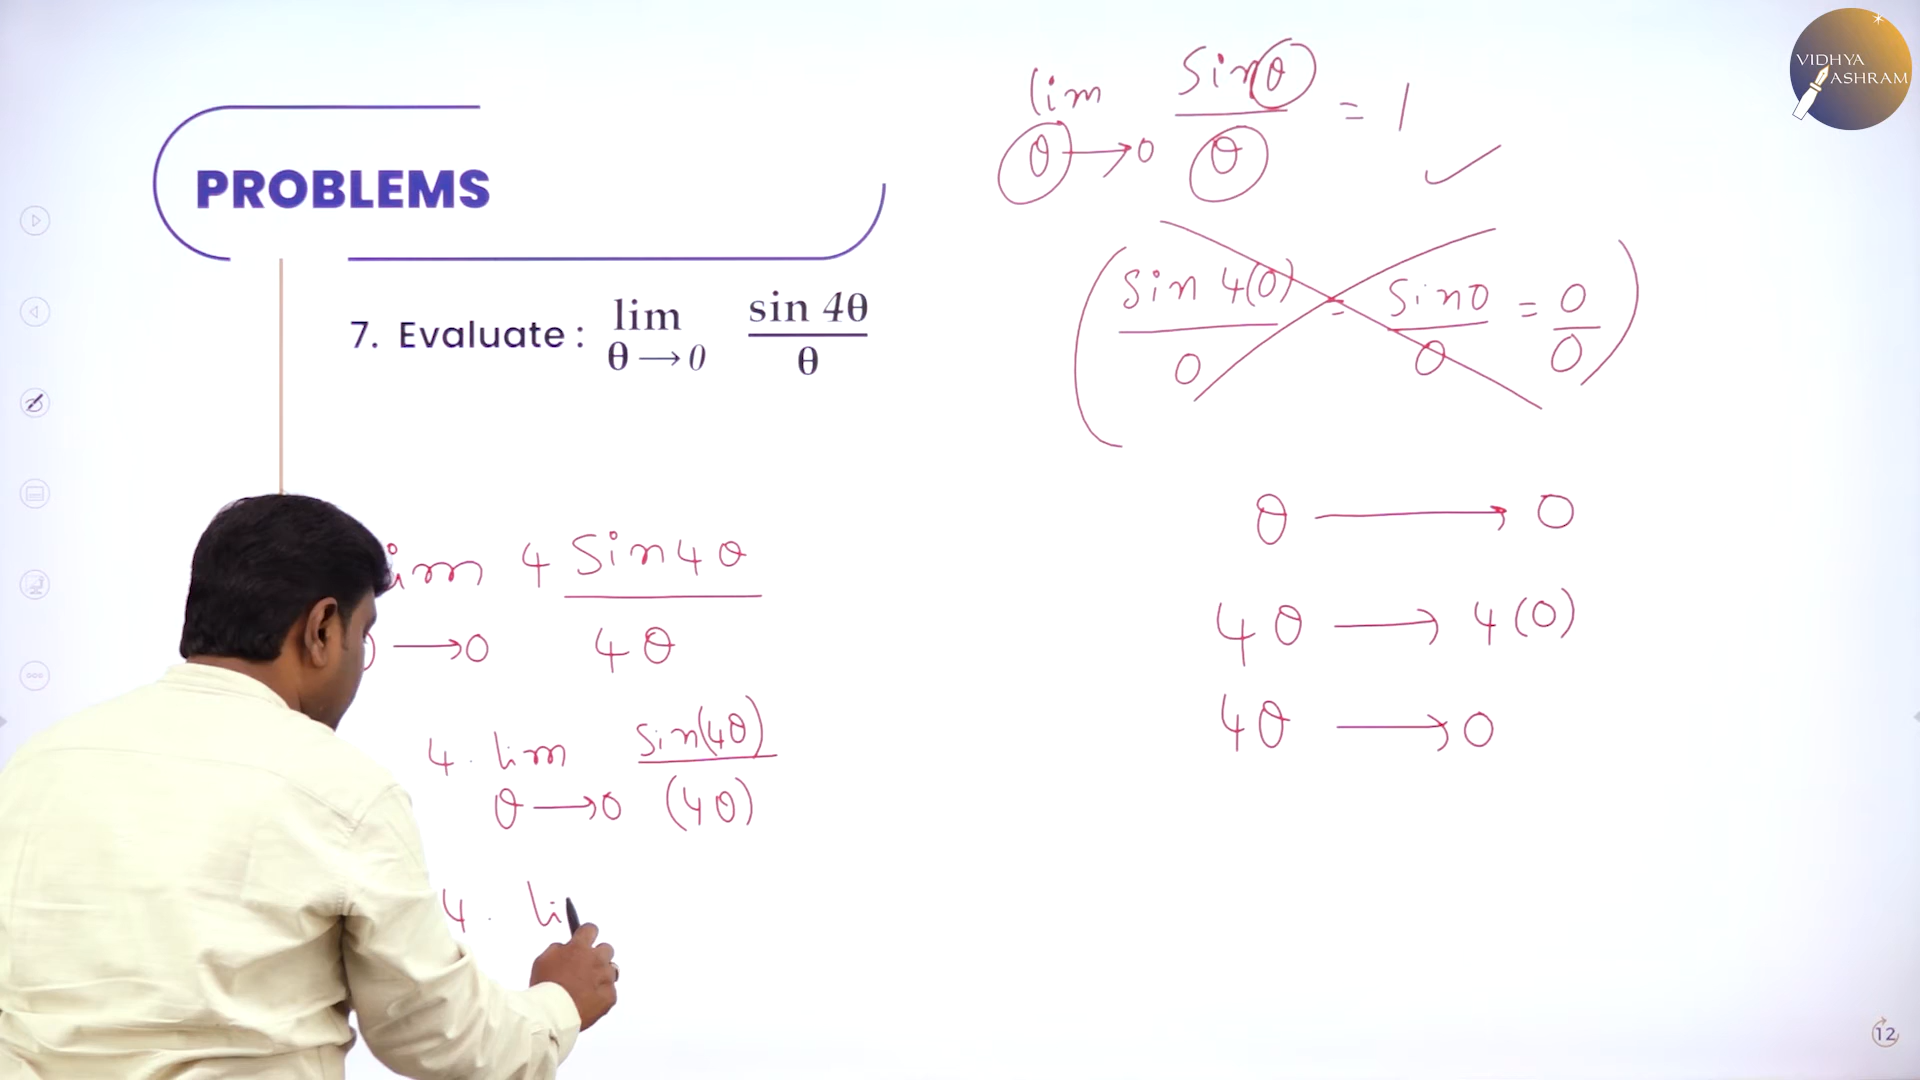 VIDHYA
ASHRAM
PROBLEMS
7. Evaluate : lim θ → 0 sin 4θ / θ
lim θ → 0 Sin θ / θ = 1
( Sin 4(0) / 0 = Sin 0 / 0 = 0 / 0 )
θ → 0
4θ → 4(0)
4θ → 0
im 4 Sin 4θ / 4θ
→ 0
4 . lim θ → 0 Sin(4θ) / (4θ)
4 . li
12